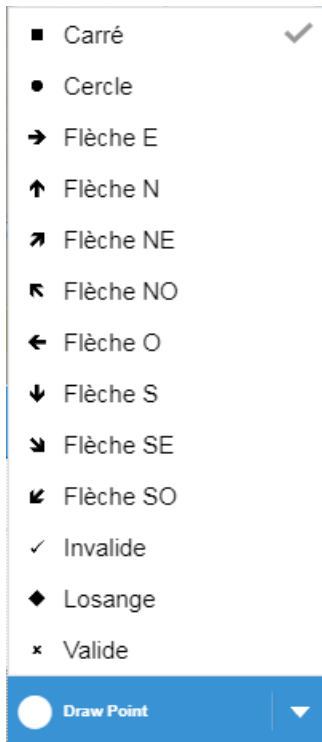 Carré
Cercle
Flèche E
Flèche N
Flèche NE
Flèche NO
Flèche O
Flèche S
Flèche SE
Flèche SO
Invalide
Losange
Valide
Draw Point